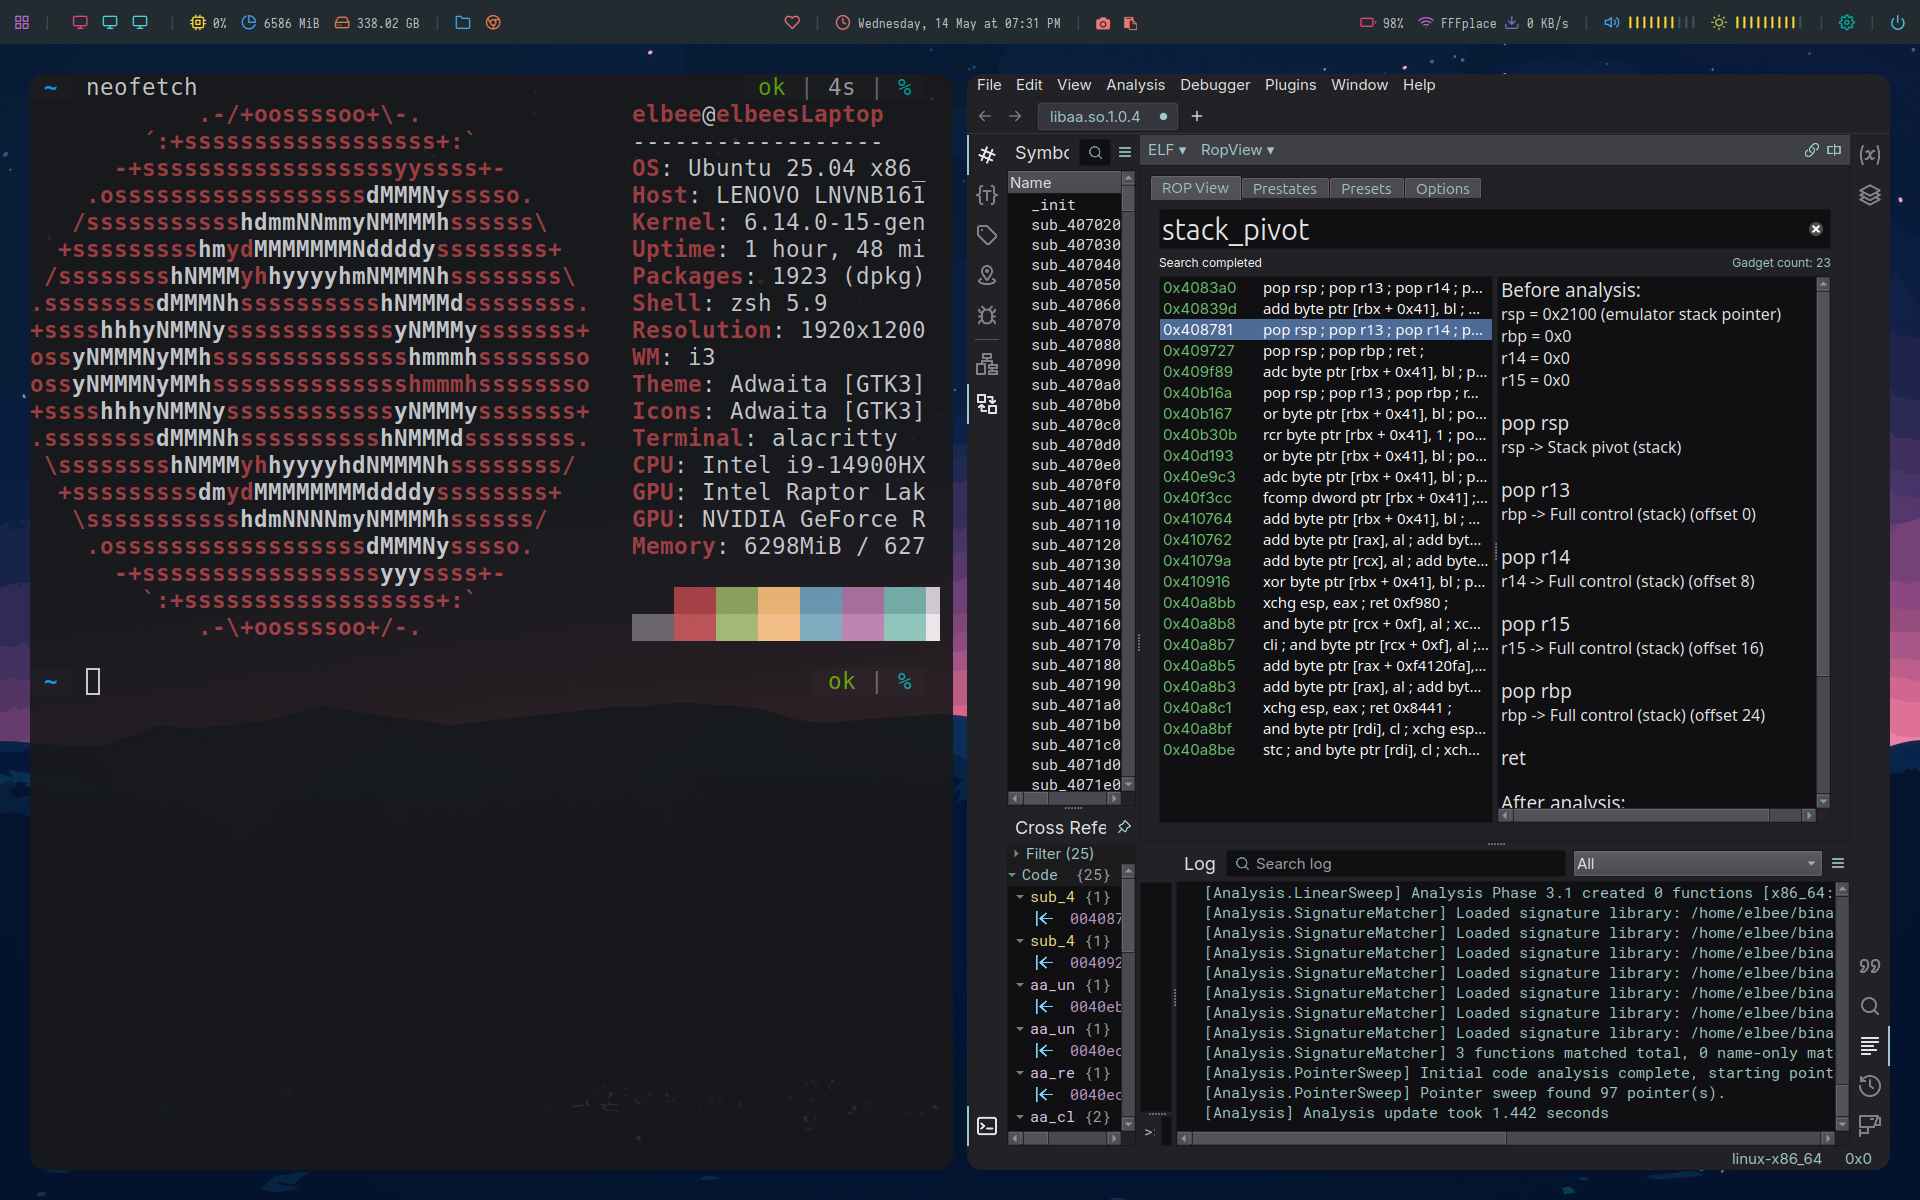 0% 6586 MiB 338.02 GB Wednesday, 14 May at 07:31 PM 98% FFFplace 0 KB/s
~ neofetch ok | 4s | %
.-/+oossssoo+\-.
´:+ssssssssssssssssss+:`
-+ssssssssssssssssssyyssss+-
.ossssssssssssssssssdMMMNysssso.
/ssssssssssshdmmNNmmyNMMMMhssssss\
+ssssssssshmydMMMMMMMNddddyssssssss+
/sssssssshNMMMyhhyyyyhmNMMMNhssssssss\
.ssssssssdMMMNhsssssssssshNMMMdssssssss.
+sssshhhyNMMNyssssssssssssyNMMMysssssss+
ossyNMMMNyMMhsssssssssssssshmmmhssssssso
ossyNMMMNyMMhsssssssssssssshmmmhssssssso
+sssshhhyNMMNyssssssssssssyNMMMysssssss+
.ssssssssdMMMNhsssssssssshNMMMdssssssss.
\sssssssshNMMMyhhyyyyhdNMMMNhssssssss/
+sssssssssdmydMMMMMMMMddddyssssssss+
\ssssssssssshdmNNNNmyNMMMMhssssss/
.ossssssssssssssssssdMMMNysssso.
-+sssssssssssssssssyyyssss+-
`:+ssssssssssssssssss+:`
.-\+oossssoo+/-.
elbee@elbeesLaptop
------------------
OS: Ubuntu 25.04 x86_
Host: LENOVO LNVNB161
Kernel: 6.14.0-15-gen
Uptime: 1 hour, 48 mi
Packages: 1923 (dpkg)
Shell: zsh 5.9
Resolution: 1920x1200
WM: i3
Theme: Adwaita [GTK3]
Icons: Adwaita [GTK3]
Terminal: alacritty
CPU: Intel i9-14900HX
GPU: Intel Raptor Lak
GPU: NVIDIA GeForce R
Memory: 6298MiB / 627
~ ok | %
File Edit View Analysis Debugger Plugins Window Help
libaa.so.1.0.4 ● +
Symbo
Name
_init
sub_407020
sub_407030
sub_407040
sub_407050
sub_407060
sub_407070
sub_407080
sub_407090
sub_4070a0
sub_4070b0
sub_4070c0
sub_4070d0
sub_4070e0
sub_4070f0
sub_407100
sub_407110
sub_407120
sub_407130
sub_407140
sub_407150
sub_407160
sub_407170
sub_407180
sub_407190
sub_4071a0
sub_4071b0
sub_4071c0
sub_4071d0
sub_4071e0
ELF ▾ RopView ▾
ROP View Prestates Presets Options
stack_pivot
Search completed Gadget count: 23
0x4083a0 pop rsp ; pop r13 ; pop r14 ; p...
0x40839d add byte ptr [rbx + 0x41], bl ; ...
0x408781 pop rsp ; pop r13 ; pop r14 ; p...
0x409727 pop rsp ; pop rbp ; ret ;
0x409f89 adc byte ptr [rbx + 0x41], bl ; p...
0x40b16a pop rsp ; pop r13 ; pop rbp ; r...
0x40b167 or byte ptr [rbx + 0x41], bl ; po...
0x40b30b rcr byte ptr [rbx + 0x41], 1 ; po...
0x40d193 or byte ptr [rbx + 0x41], bl ; po...
0x40e9c3 adc byte ptr [rbx + 0x41], bl ; p...
0x40f3cc fcomp dword ptr [rbx + 0x41] ;...
0x410764 add byte ptr [rbx + 0x41], bl ; ...
0x410762 add byte ptr [rax], al ; add byt...
0x41079a add byte ptr [rcx], al ; add byte...
0x410916 xor byte ptr [rbx + 0x41], bl ; p...
0x40a8bb xchg esp, eax ; ret 0xf980 ;
0x40a8b8 and byte ptr [rcx + 0xf], al ; xc...
0x40a8b7 cli ; and byte ptr [rcx + 0xf], al ;...
0x40a8b5 add byte ptr [rax + 0xf4120fa],...
0x40a8b3 add byte ptr [rax], al ; add byt...
0x40a8c1 xchg esp, eax ; ret 0x8441 ;
0x40a8bf and byte ptr [rdi], cl ; xchg esp...
0x40a8be stc ; and byte ptr [rdi], cl ; xch...
Before analysis:
rsp = 0x2100 (emulator stack pointer)
rbp = 0x0
r14 = 0x0
r15 = 0x0
pop rsp
rsp -> Stack pivot (stack)
pop r13
rbp -> Full control (stack) (offset 0)
pop r14
r14 -> Full control (stack) (offset 8)
pop r15
r15 -> Full control (stack) (offset 16)
pop rbp
rbp -> Full control (stack) (offset 24)
ret
After analysis:
Cross Refe
Filter (25)
Code {25}
sub_4 {1}
004087
sub_4 {1}
004092
aa_un {1}
0040eb
aa_un {1}
0040ec
aa_re {1}
0040ec
aa_cl {2}
Log Search log All
[Analysis.LinearSweep] Analysis Phase 3.1 created 0 functions [x86_64:
[Analysis.SignatureMatcher] Loaded signature library: /home/elbee/bina
[Analysis.SignatureMatcher] Loaded signature library: /home/elbee/bina
[Analysis.SignatureMatcher] Loaded signature library: /home/elbee/bina
[Analysis.SignatureMatcher] Loaded signature library: /home/elbee/bina
[Analysis.SignatureMatcher] Loaded signature library: /home/elbee/bina
[Analysis.SignatureMatcher] Loaded signature library: /home/elbee/bina
[Analysis.SignatureMatcher] Loaded signature library: /home/elbee/bina
[Analysis.SignatureMatcher] 3 functions matched total, 0 name-only mat
[Analysis.PointerSweep] Initial code analysis complete, starting point
[Analysis.PointerSweep] Pointer sweep found 97 pointer(s).
[Analysis] Analysis update took 1.442 seconds
>:
linux-x86_64 0x0